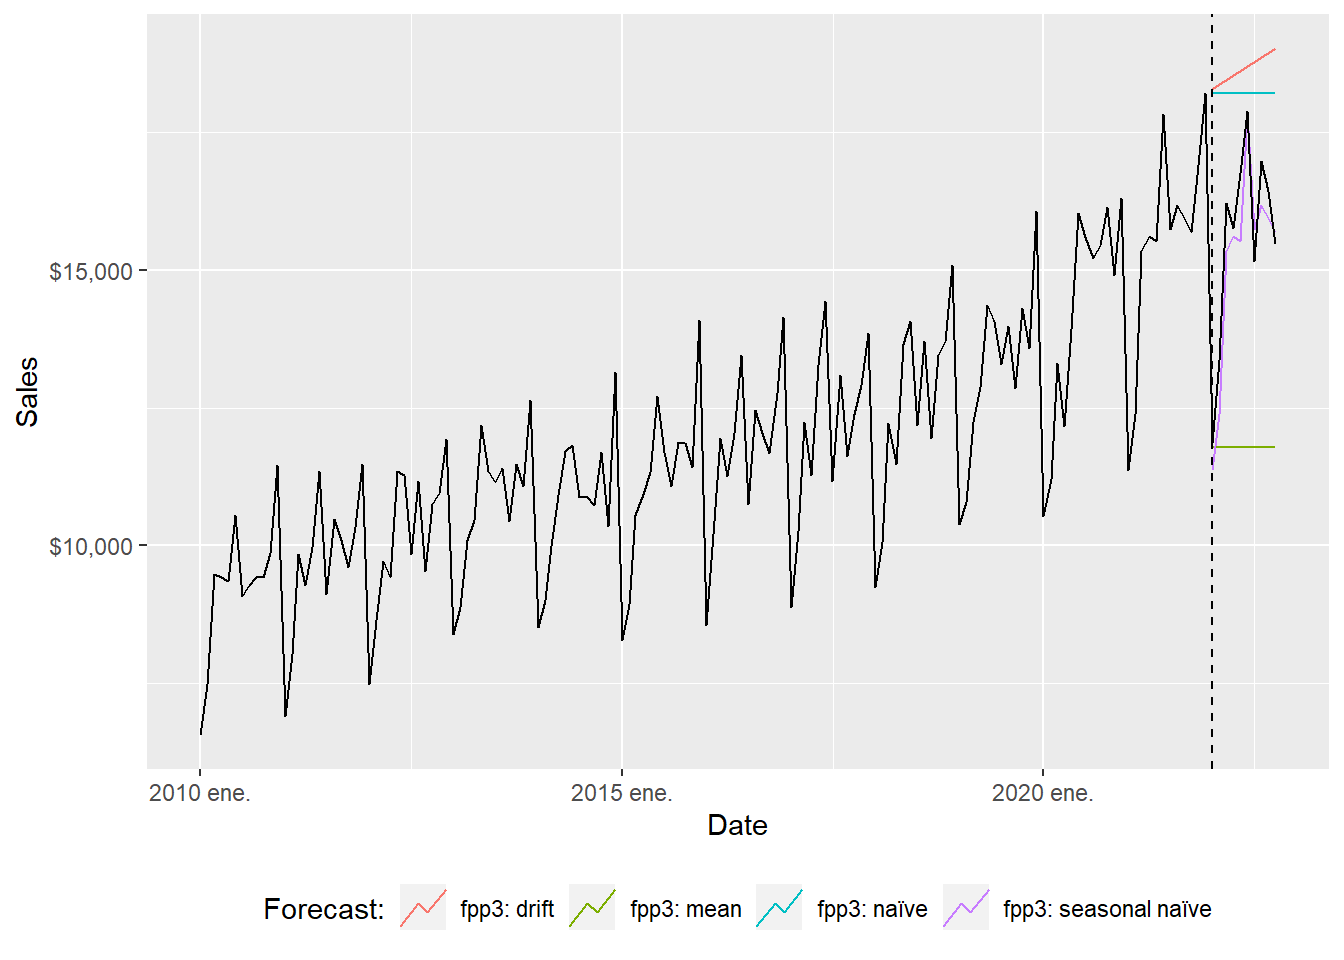 Sales
$15,000
$10,000
2010 ene.
2015 ene.
2020 ene.
Date
Forecast: fpp3: drift fpp3: mean fpp3: naïve fpp3: seasonal naïve